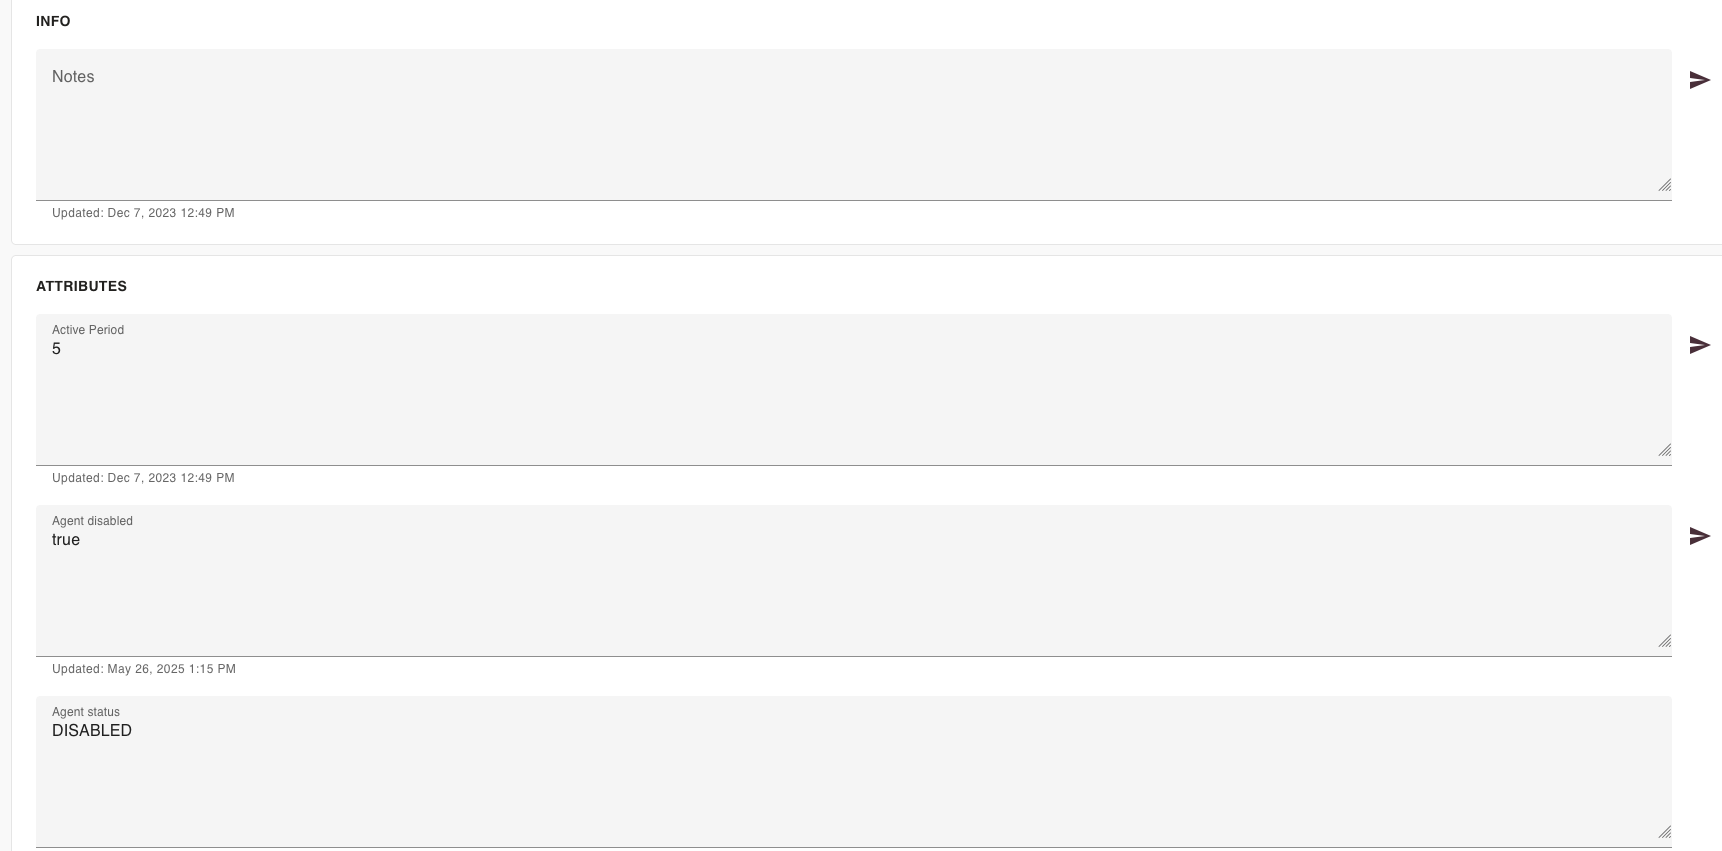 INFO
Notes
Updated: Dec 7, 2023 12:49 PM
ATTRIBUTES
Active Period
5
Updated: Dec 7, 2023 12:49 PM
Agent disabled
true
Updated: May 26, 2025 1:15 PM
Agent status
DISABLED